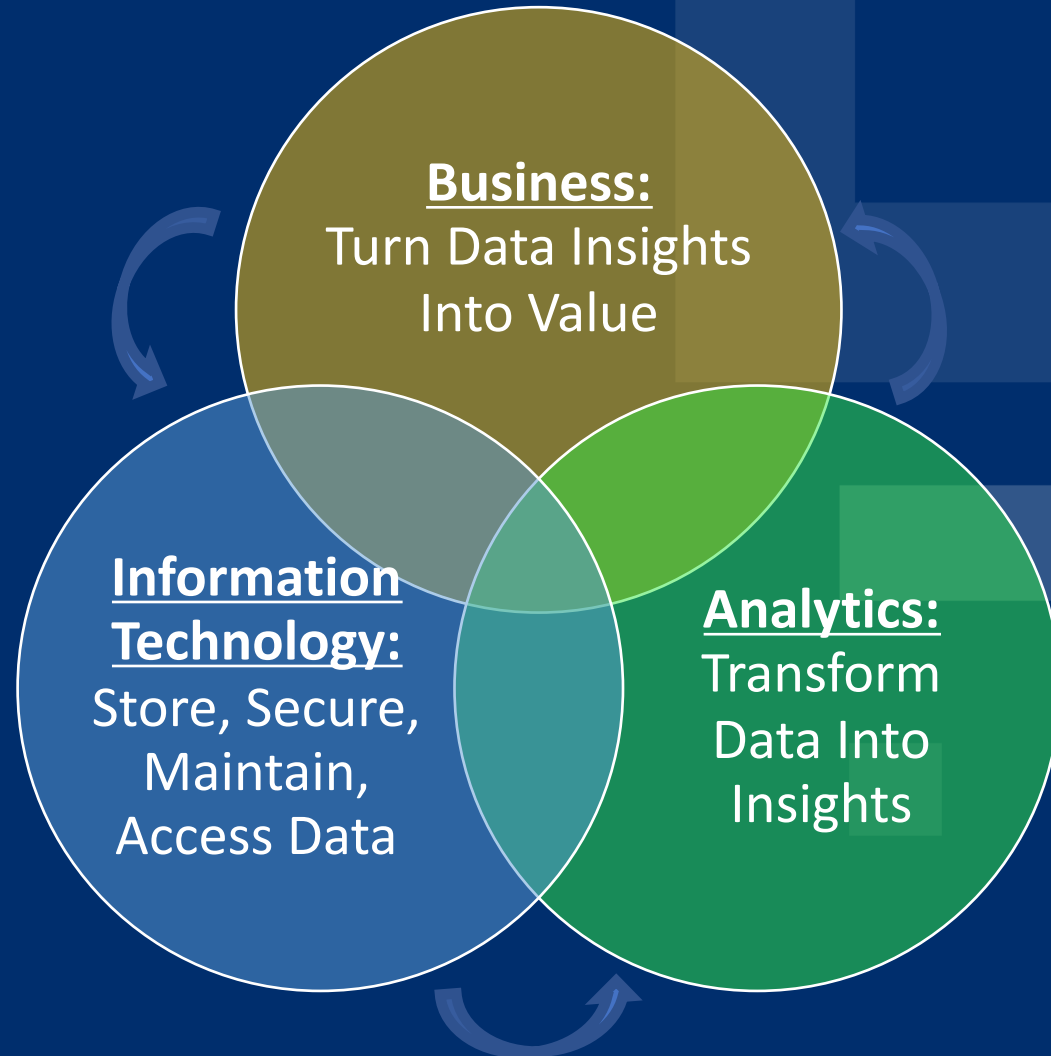 Business:
Turn Data Insights
Into Value
Information
Technology:
Store, Secure,
Maintain,
Access Data
Analytics:
Transform
Data Into
Insights